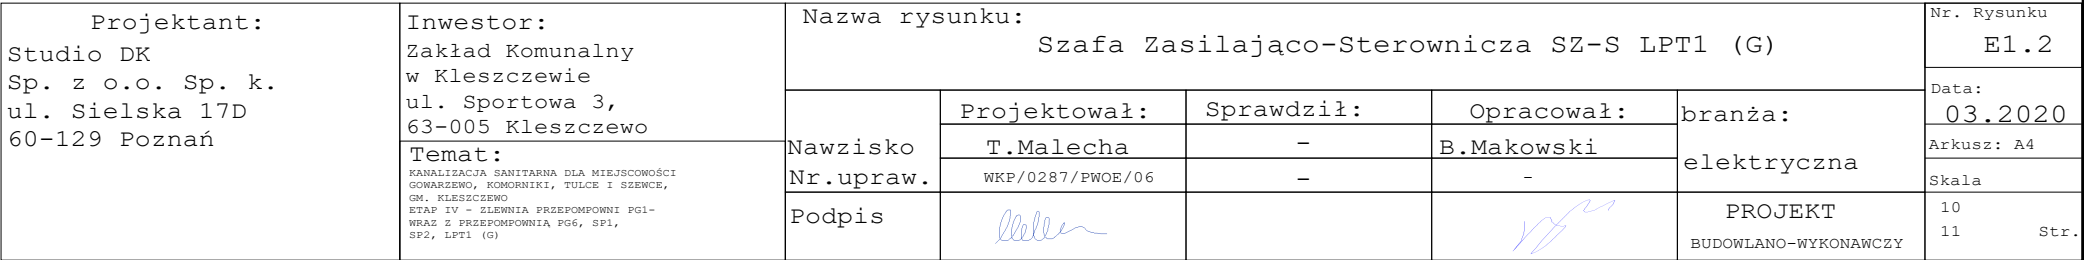 Projektant:
Studio DK
Sp. z o.o. Sp. k.
ul. Sielska 17D
60-129 Poznań
Inwestor:
Zakład Komunalny
w Kleszczewie
ul. Sportowa 3,
63-005 Kleszczewo
Temat:
KANALIZACJA SANITARNA DLA MIEJSCOWOŚCI
GOWARZEWO, KOMORNIKI, TULCE I SZEWCE,
GM. KLESZCZEWO
ETAP IV - ZLEWNIA PRZEPOMPOWNI PG1-
WRAZ Z PRZEPOMPOWNIĄ PG6, SP1,
SP2, LPT1 (G)
Nazwa rysunku:
Szafa Zasilająco-Sterownicza SZ-S LPT1 (G)
Projektował: Sprawdził: Opracował:
Nawzisko T.Malecha - B.Makowski
Nr.upraw. WKP/0287/PWOE/06 - -
Podpis
branża:
elektryczna
PROJEKT
BUDOWLANO-WYKONAWCZY
Nr. Rysunku
E1.2
Data:
03.2020
Arkusz: A4
Skala
10
11 Str.